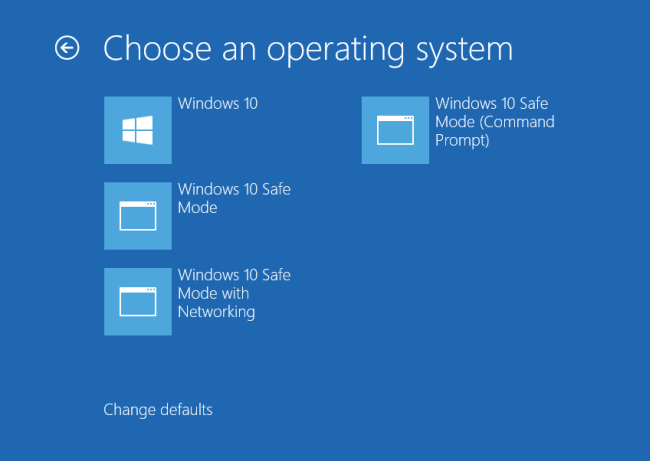 Choose an operating system
Windows 10
Windows 10 Safe
Mode
Windows 10 Safe
Mode with
Networking
Windows 10 Safe
Mode (Command
Prompt)
Change defaults